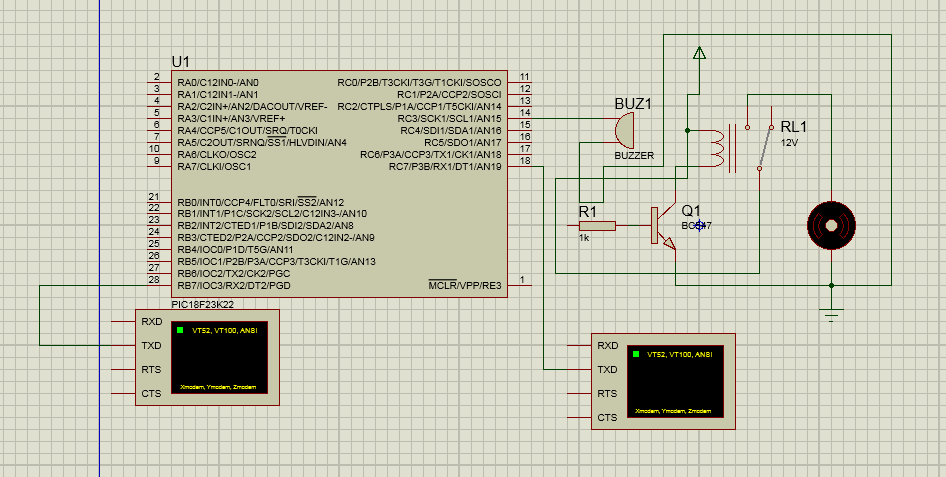 U1
2 RA0/C12IN0-/AN0 RC0/P2B/T3CKI/T3G/T1CKI/SOSCO 11
3 RA1/C12IN1-/AN1 RC1/P2A/CCP2/SOSCI 12
4 RA2/C2IN+/AN2/DACOUT/VREF- RC2/CTPLS/P1A/CCP1/T5CKI/AN14 13
5 RA3/C1IN+/AN3/VREF+ RC3/SCK1/SCL1/AN15 14
6 RA4/CCP5/C1OUT/SRQ/T0CKI RC4/SDI1/SDA1/AN16 15
7 RA5/C2OUT/SRNQ/SS1/HLVDIN/AN4 RC5/SDO1/AN17 16
10 RA6/CLKO/OSC2 RC6/P3A/CCP3/TX1/CK1/AN18 17
9 RA7/CLKI/OSC1 RC7/P3B/RX1/DT1/AN19 18
21 RB0/INT0/CCP4/FLT0/SRI/SS2/AN12
22 RB1/INT1/P1C/SCK2/SCL2/C12IN3-/AN10
23 RB2/INT2/CTED1/P1B/SDI2/SDA2/AN8
24 RB3/CTED2/P2A/CCP2/SDO2/C12IN2-/AN9
25 RB4/IOC0/P1D/T5G/AN11
26 RB5/IOC1/P2B/P3A/CCP3/T3CKI/T1G/AN13
27 RB6/IOC2/TX2/CK2/PGC
28 RB7/IOC3/RX2/DT2/PGD MCLR/VPP/RE3 1
PIC18F23K22
BUZ1
BUZZER
RL1
12V
R1
1k
Q1
RXD
TXD
RTS
CTS
VT52, VT100, ANSI
Xmodem, Ymodem, Zmodem
RXD
TXD
RTS
CTS
VT52, VT100, ANSI
Xmodem, Ymodem, Zmodem